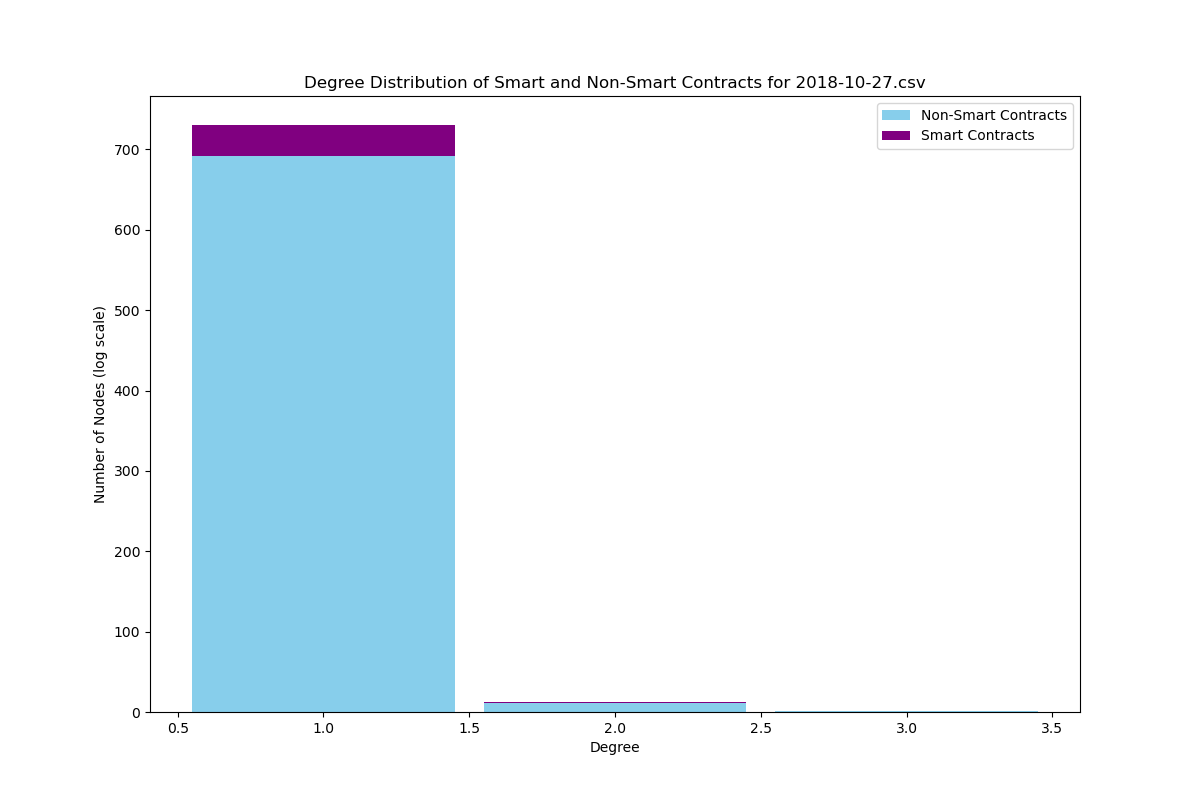 Degree Distribution of Smart and Non-Smart Contracts for 2018-10-27.csv
Non-Smart Contracts
Smart Contracts
Number of Nodes (log scale)
700
600
500
400
300
200
100
0
0.5 1.0 1.5 2.0 2.5 3.0 3.5
Degree